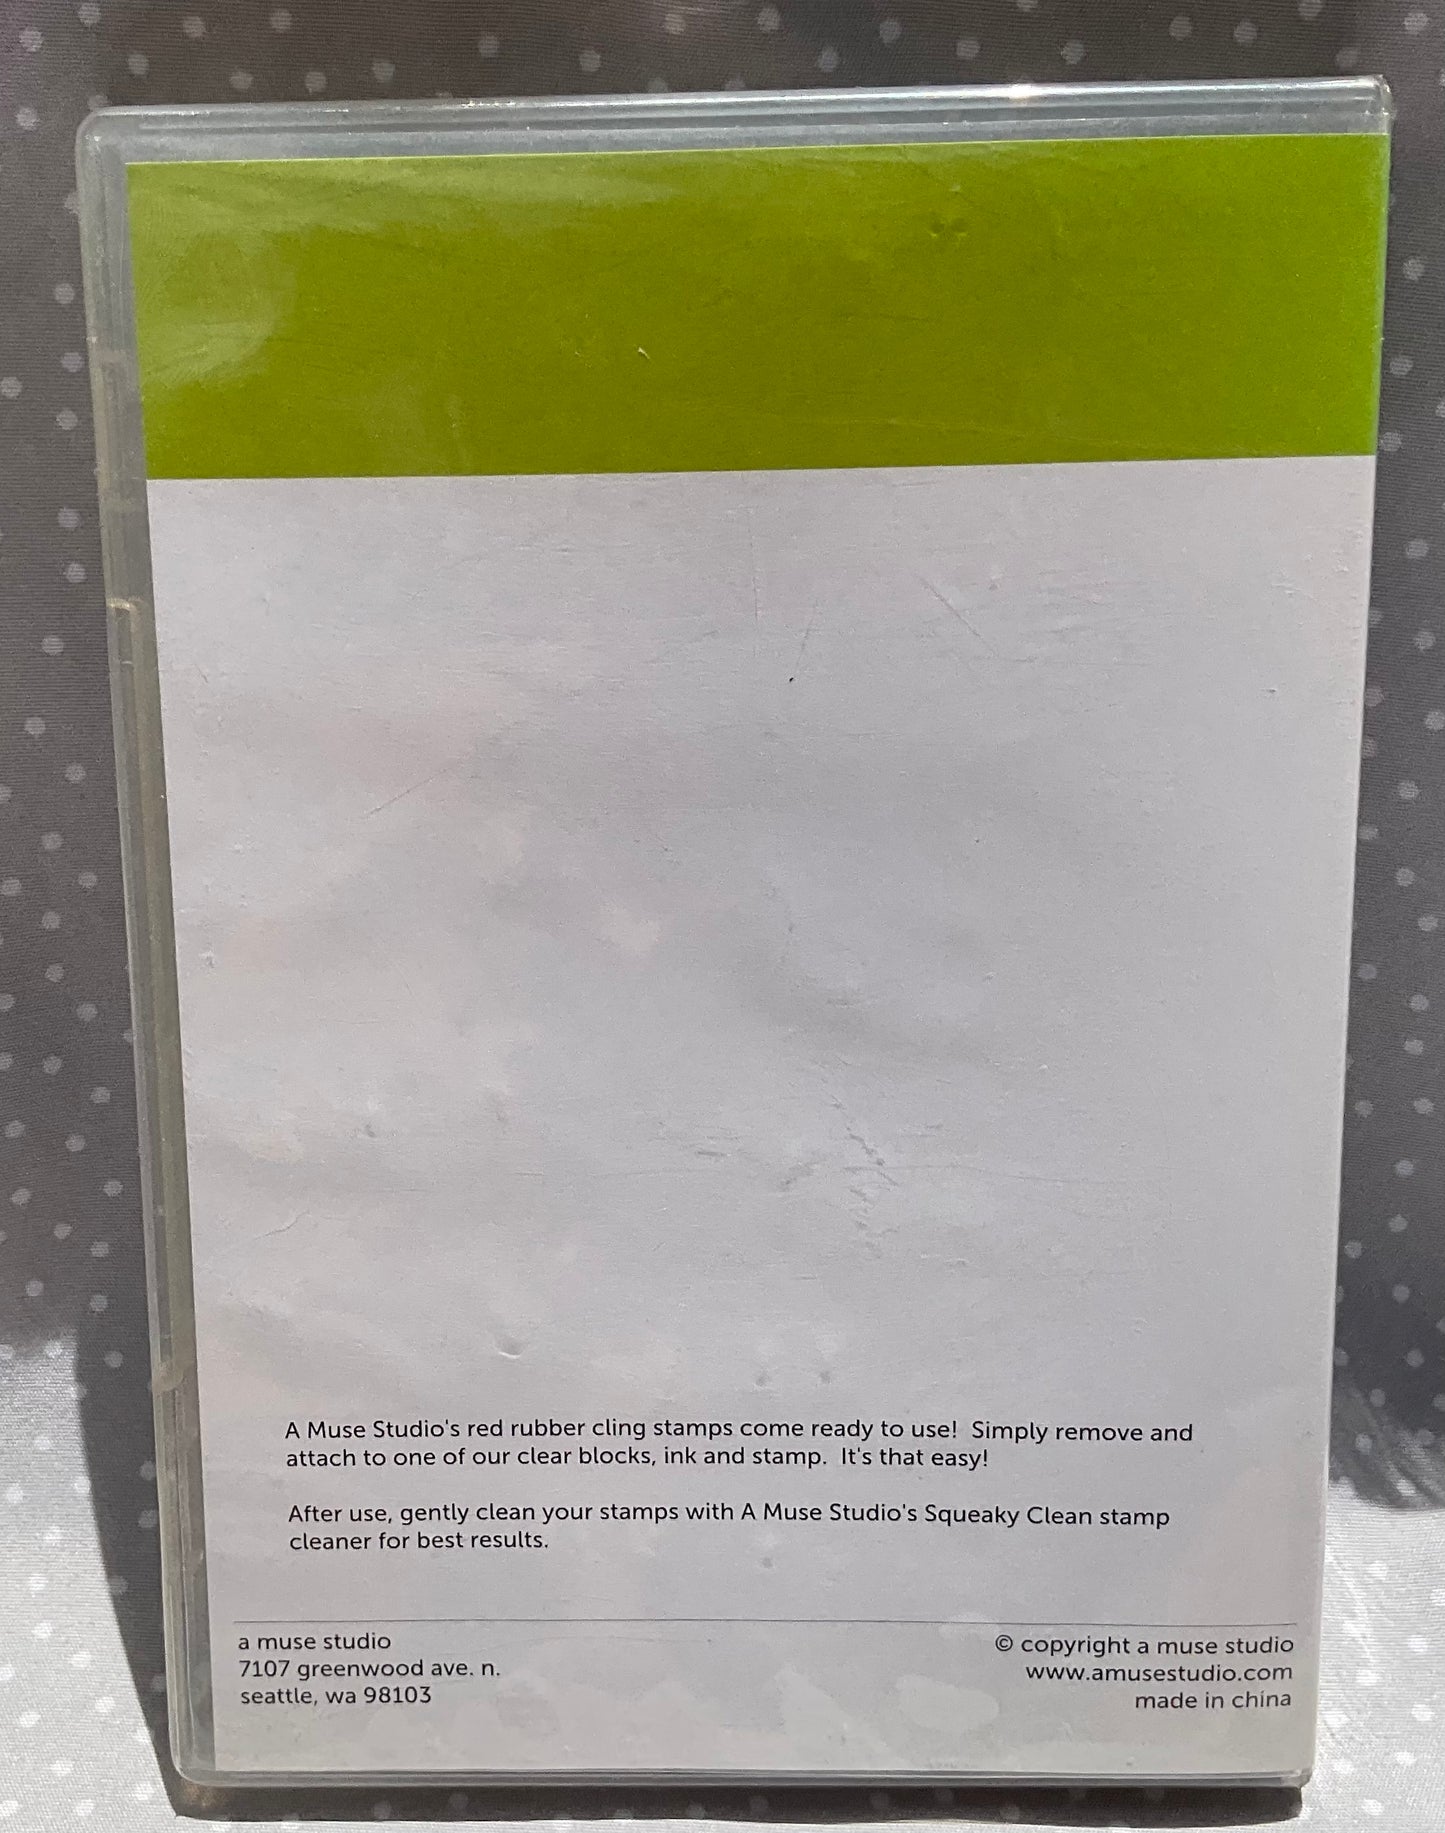 A Muse Studio's red rubber cling stamps come ready to use!  Simply remove and
attach to one of our clear blocks, ink and stamp.  It's that easy!
After use, gently clean your stamps with A Muse Studio's Squeaky Clean stamp
cleaner for best results.
a muse studio
7107 greenwood ave. n.
seattle, wa 98103
© copyright a muse studio
www.amusestudio.com
made in china